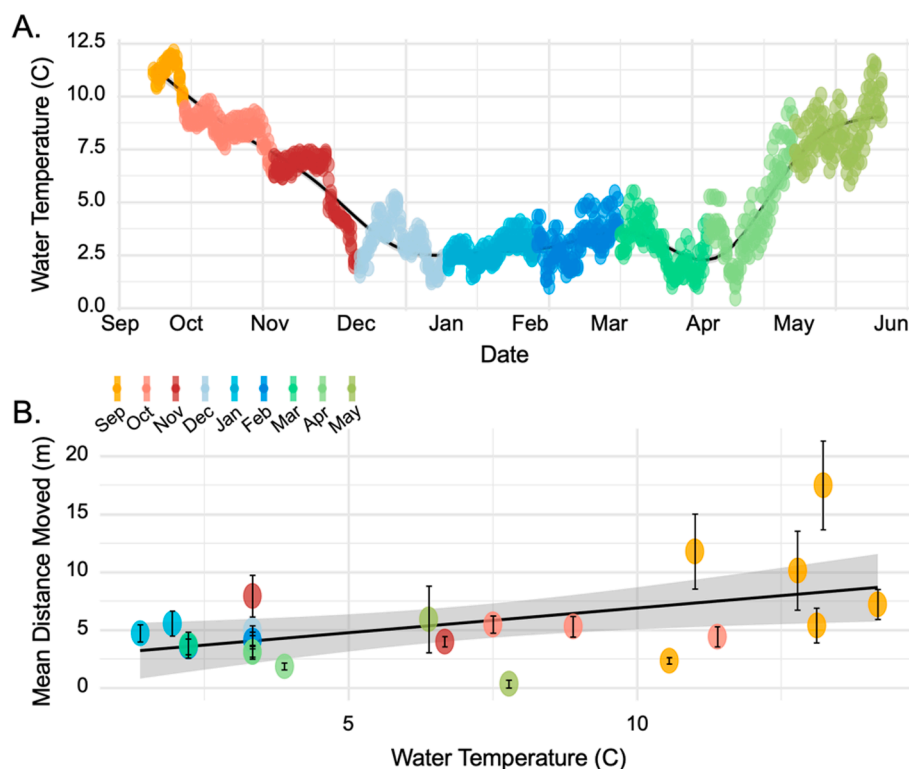 A.
Water Temperature (C)
12.5
10.0
7.5
5.0
2.5
0.0
Sep Oct Nov Dec Jan Feb Mar Apr May Jun
Date
Sep Oct Nov Dec Jan Feb Mar Apr May
B.
Mean Distance Moved (m)
20
15
10
5
0
5 10
Water Temperature (C)